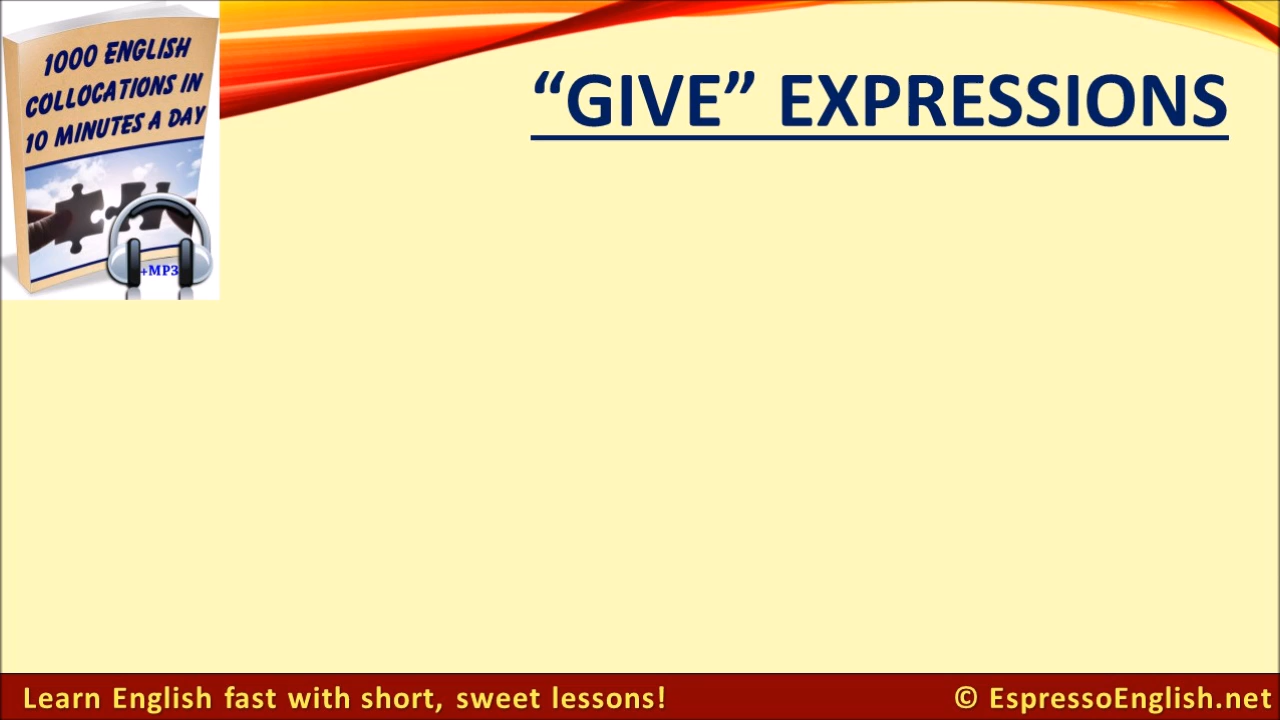 1000 ENGLISH
COLLOCATIONS IN
10 MINUTES A DAY
+MP3
“GIVE” EXPRESSIONS
Learn English fast with short, sweet lessons!
© EspressoEnglish.net